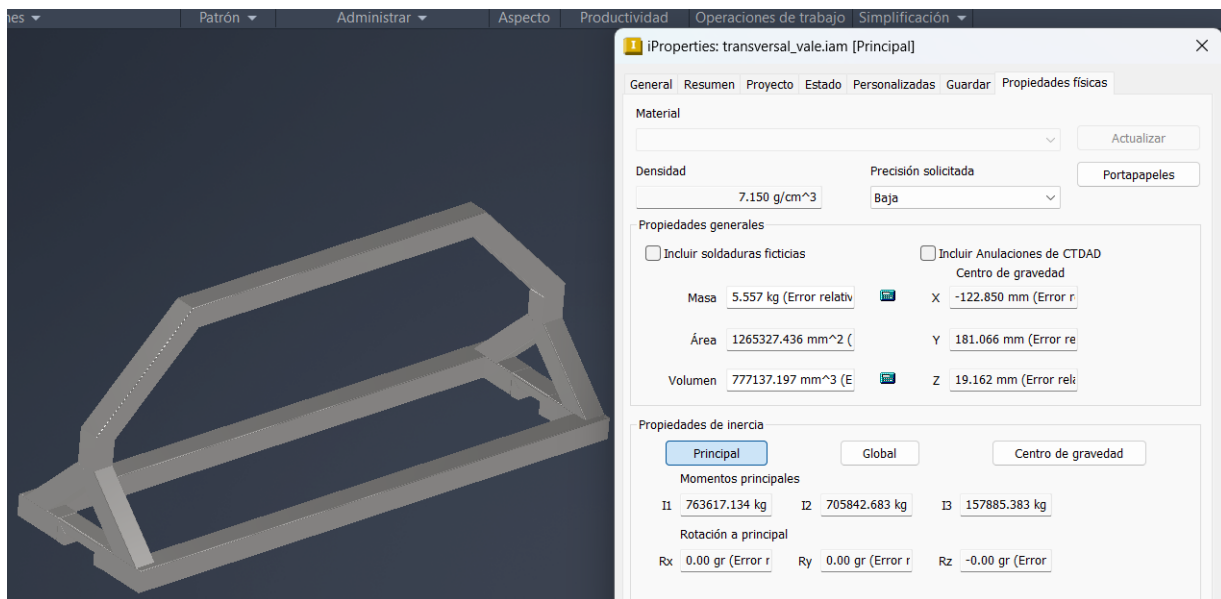 nes Patrón Administrar Aspecto Productividad Operaciones de trabajo Simplificación
iProperties: transversal_vale.iam [Principal]
General Resumen Proyecto Estado Personalizadas Guardar Propiedades físicas
Material
Actualizar
Densidad Precisión solicitada
Portapapeles
7.150 g/cm^3 Baja
Propiedades generales
Incluir soldaduras ficticias Incluir Anulaciones de CTDAD
Centro de gravedad
Masa 5.557 kg (Error relativ X -122.850 mm (Error r
Área 1265327.436 mm^2 ( Y 181.066 mm (Error re
Volumen 777137.197 mm^3 (E Z 19.162 mm (Error rela
Propiedades de inercia
Principal Global Centro de gravedad
Momentos principales
I1 763617.134 kg I2 705842.683 kg I3 157885.383 kg
Rotación a principal
Rx 0.00 gr (Error r Ry 0.00 gr (Error r Rz -0.00 gr (Error